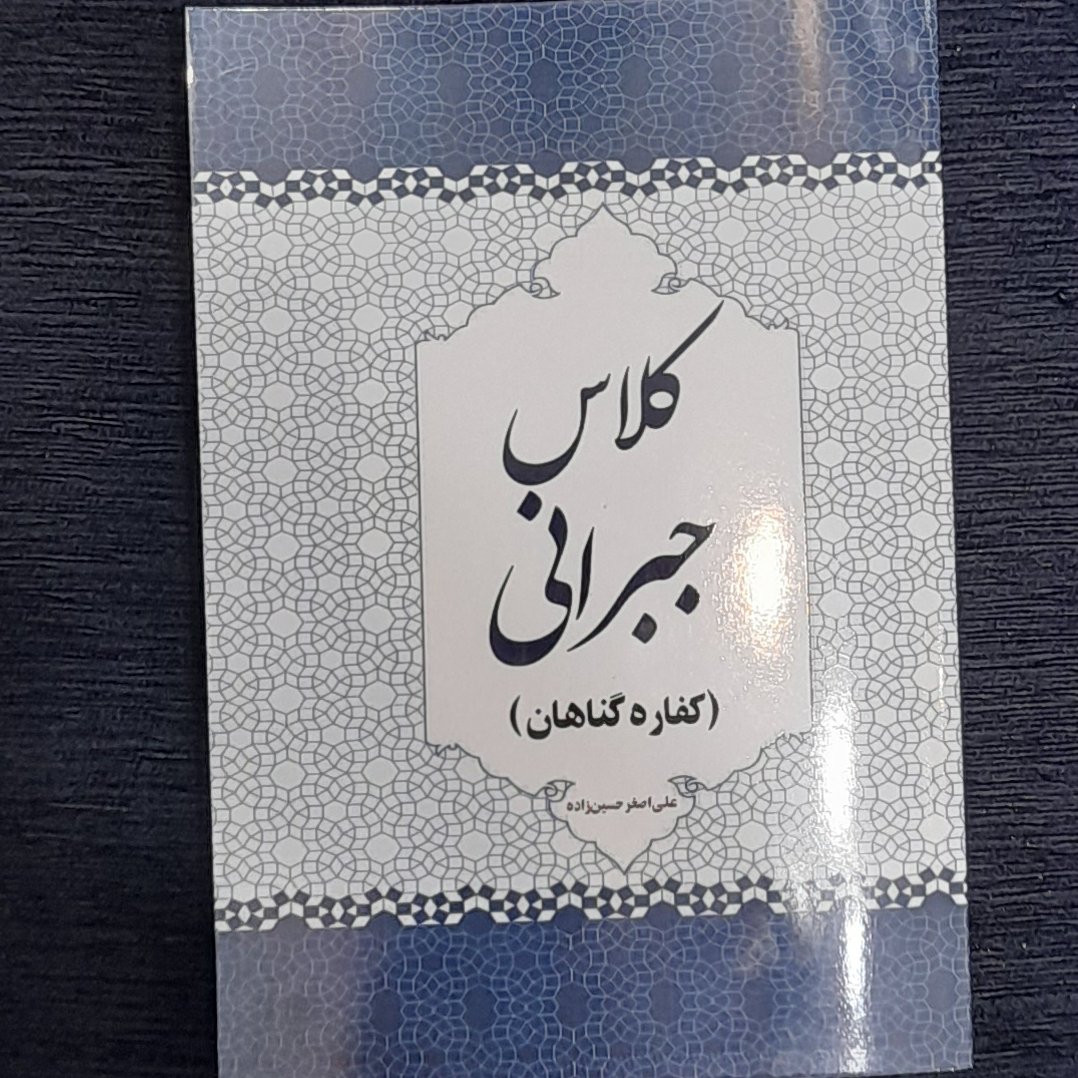 کلاس
جبرانی
(کفاره گناهان)
علی‌اصغر حسین‌زاده